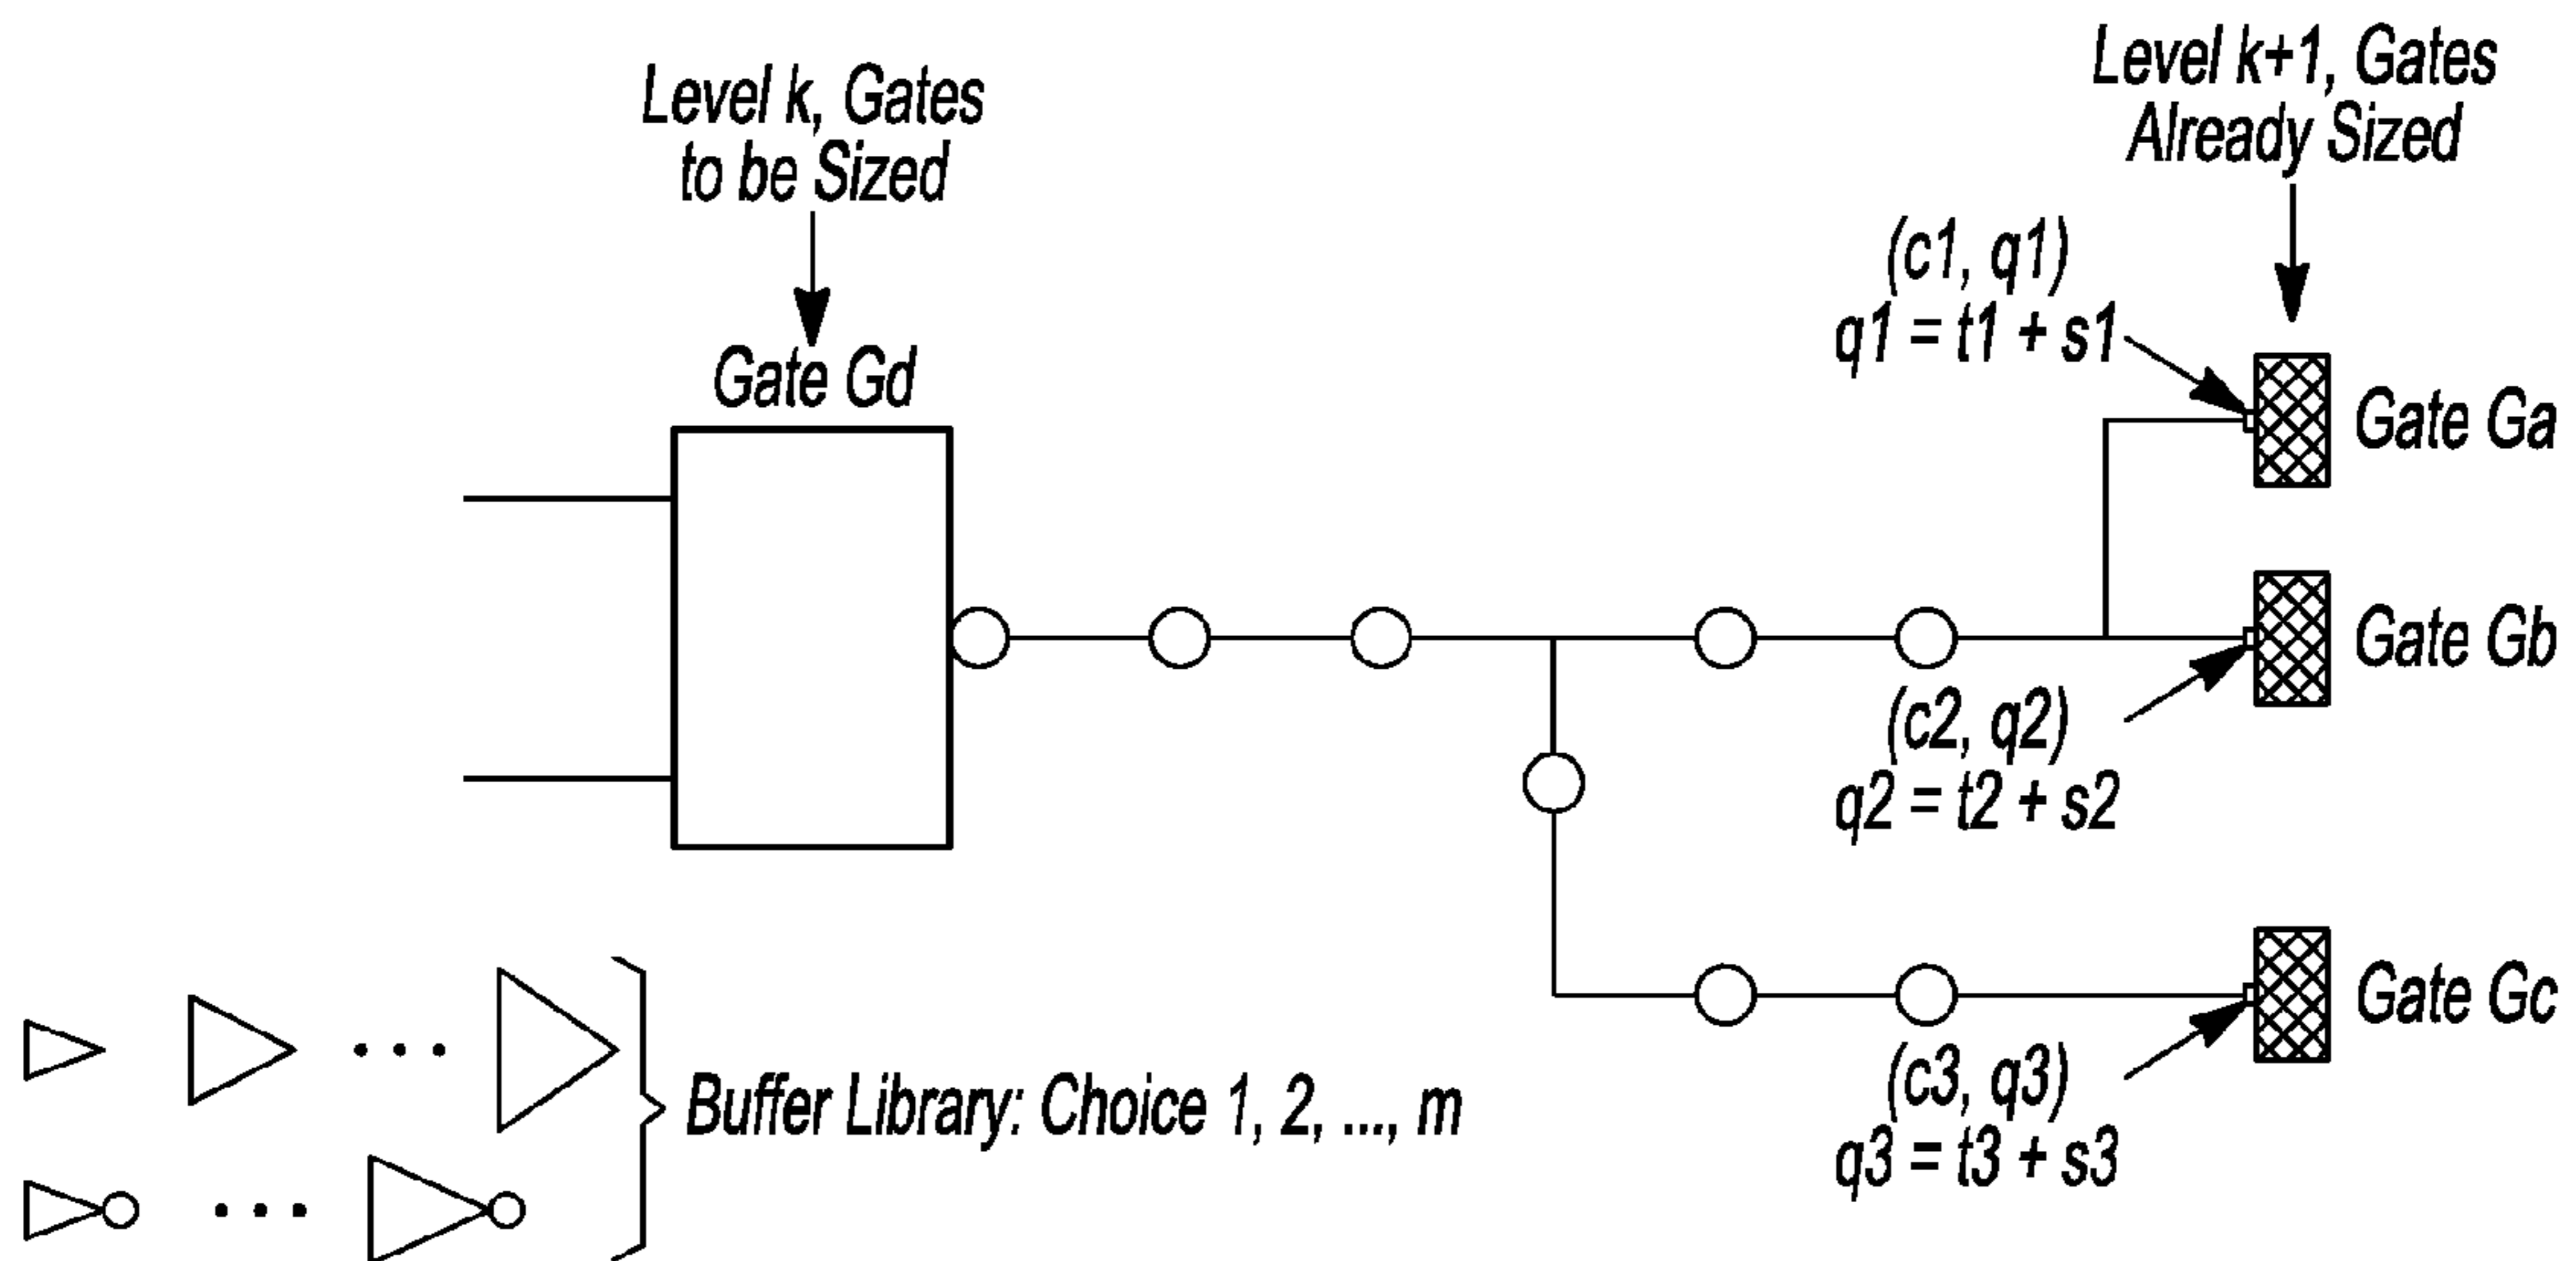 Level k, Gates
to be Sized
Gate Gd
Level k+1, Gates
Already Sized
(c1, q1)
q1 = t1 + s1
Gate Ga
Gate Gb
(c2, q2)
q2 = t2 + s2
Gate Gc
(c3, q3)
q3 = t3 + s3
Buffer Library: Choice 1, 2, ..., m